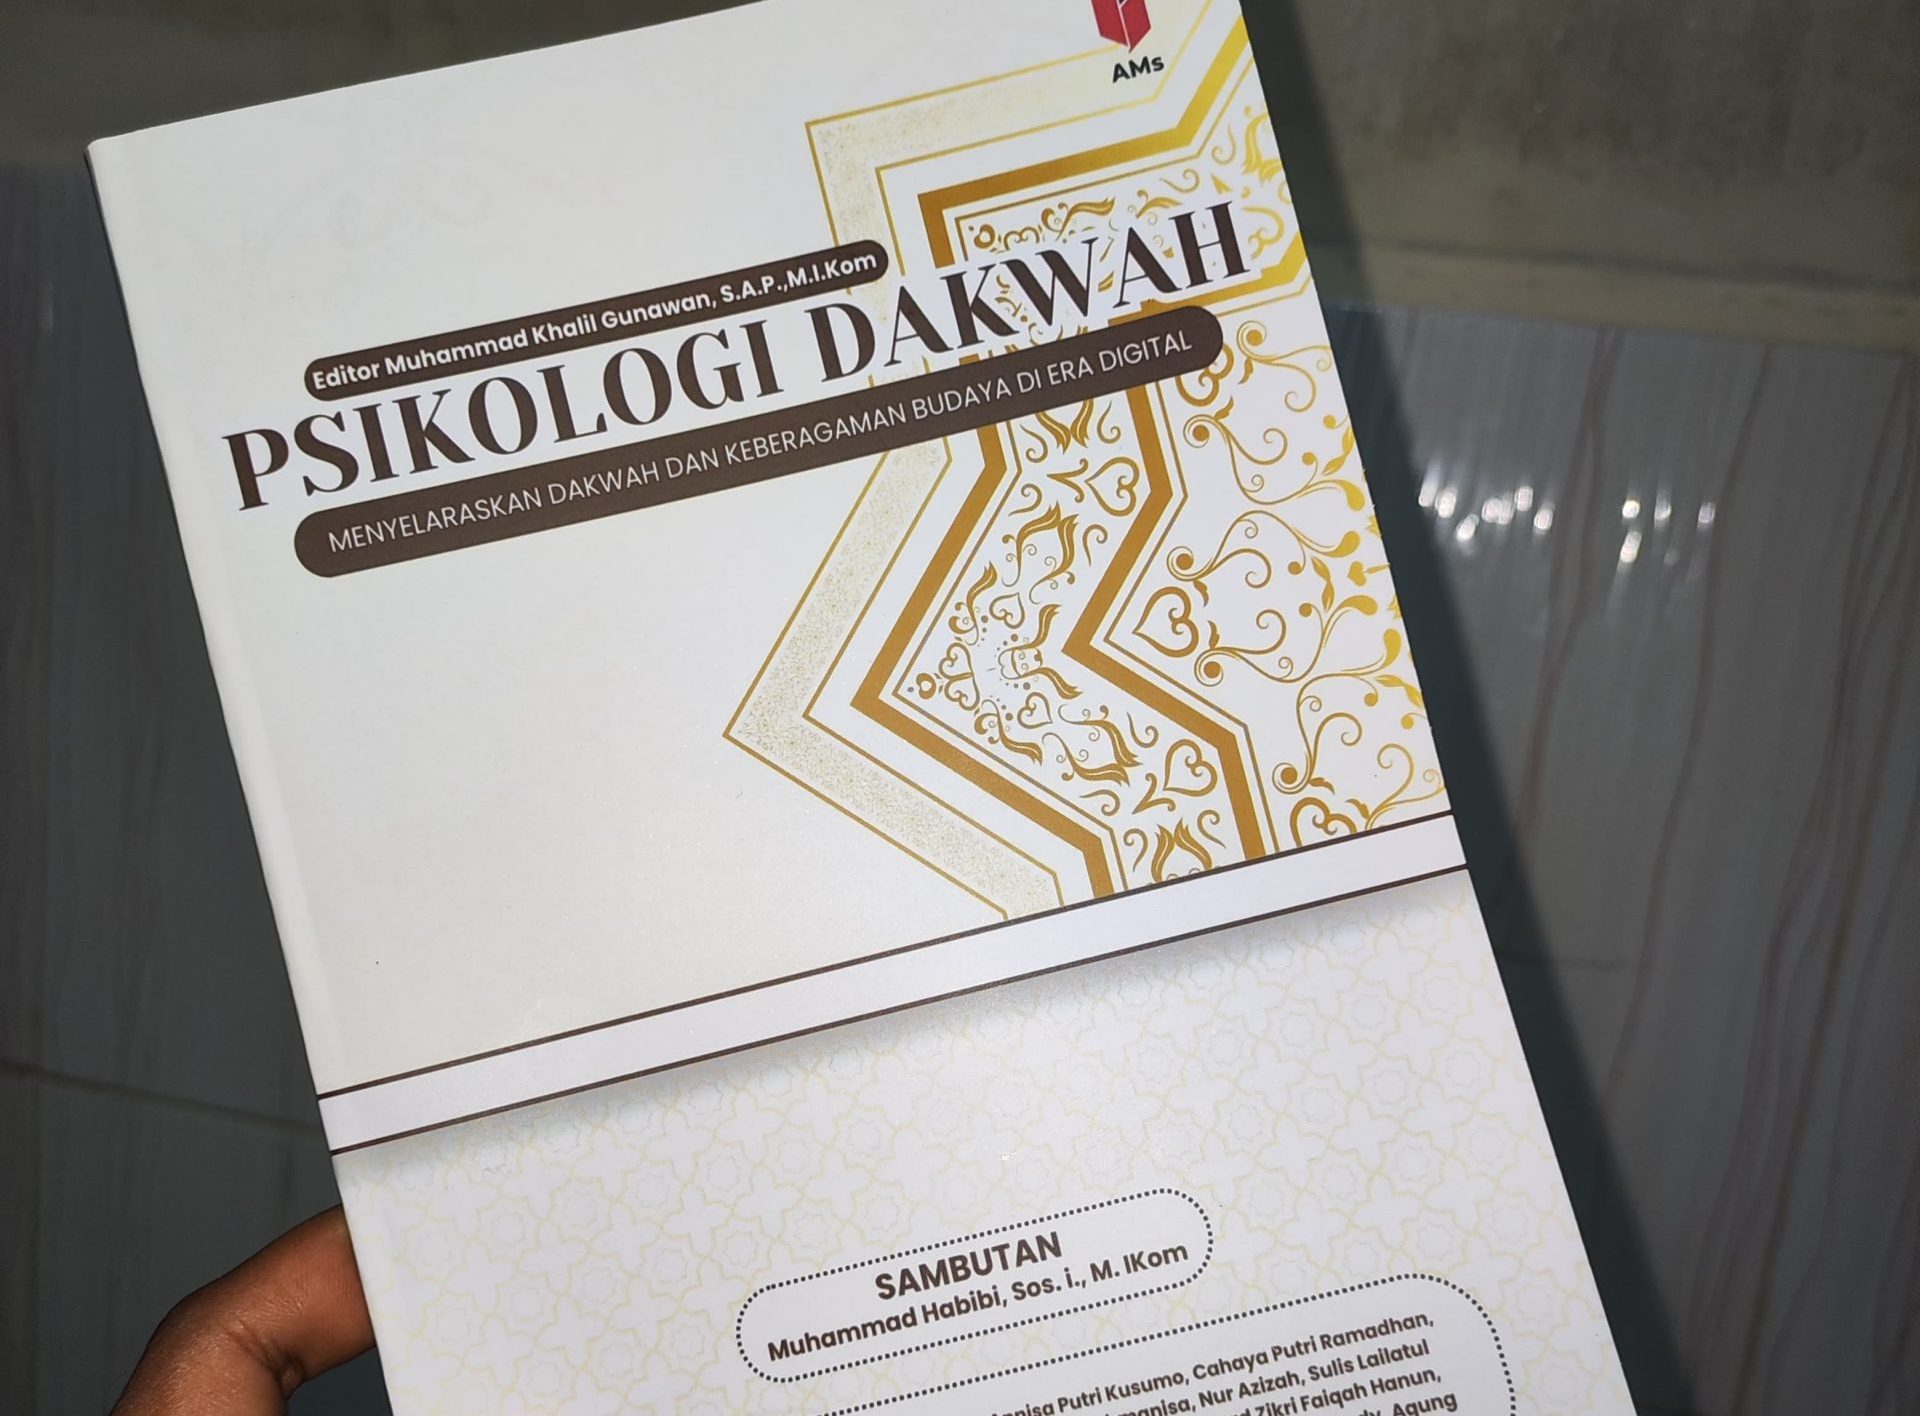 AMs
Editor Muhammad Khalil Gunawan, S.A.P.,M.I.Kom
PSIKOLOGI DAKWAH
MENYELARASKAN DAKWAH DAN KEBERAGAMAN BUDAYA DI ERA DIGITAL
SAMBUTAN
Muhammad Habibi, Sos. i., M. IKom
Putri Kusumo, Cahaya Putri Ramadhan,
Nur Azizah, Sulis Lailatul
Zikri Faiqah Hanun,
Agung